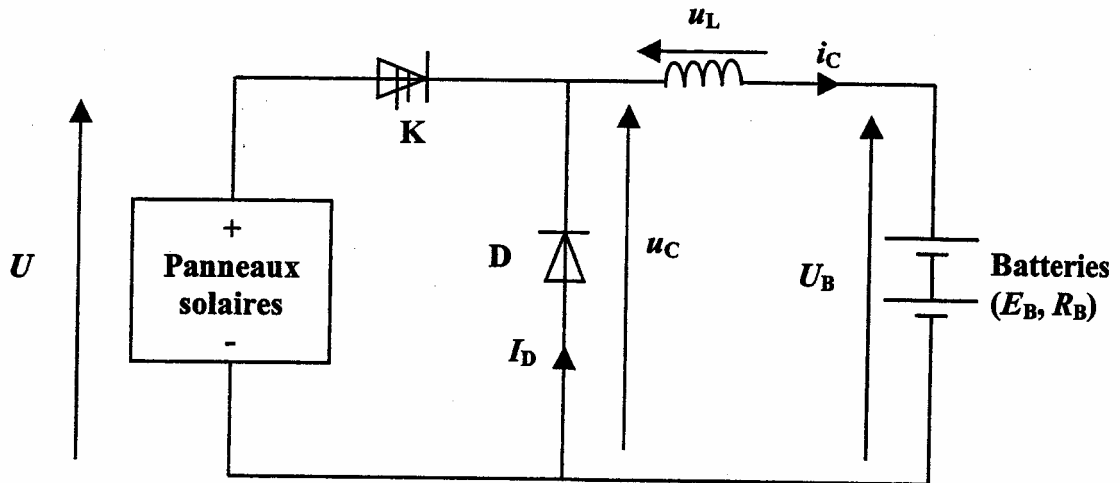 u_L
i_C
K
U
+
Panneaux
solaires
-
D
I_D
u_C
U_B
Batteries
(E_B, R_B)